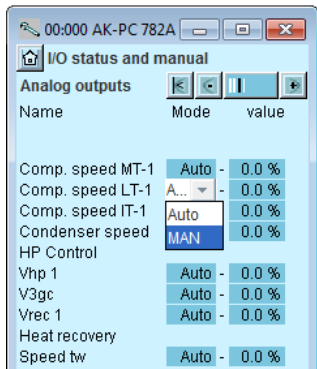 00:000 AK-PC 782A
I/O status and manual
Analog outputs
Name Mode value
Comp. speed MT-1 Auto - 0.0 %
Comp. speed LT-1 A... - 0.0 %
Comp. speed IT-1 Auto 0.0 %
Condenser speed MAN 0.0 %
HP Control
Vhp 1 Auto - 0.0 %
V3gc Auto - 0.0 %
Vrec 1 Auto - 0.0 %
Heat recovery
Speed tw Auto - 0.0 %